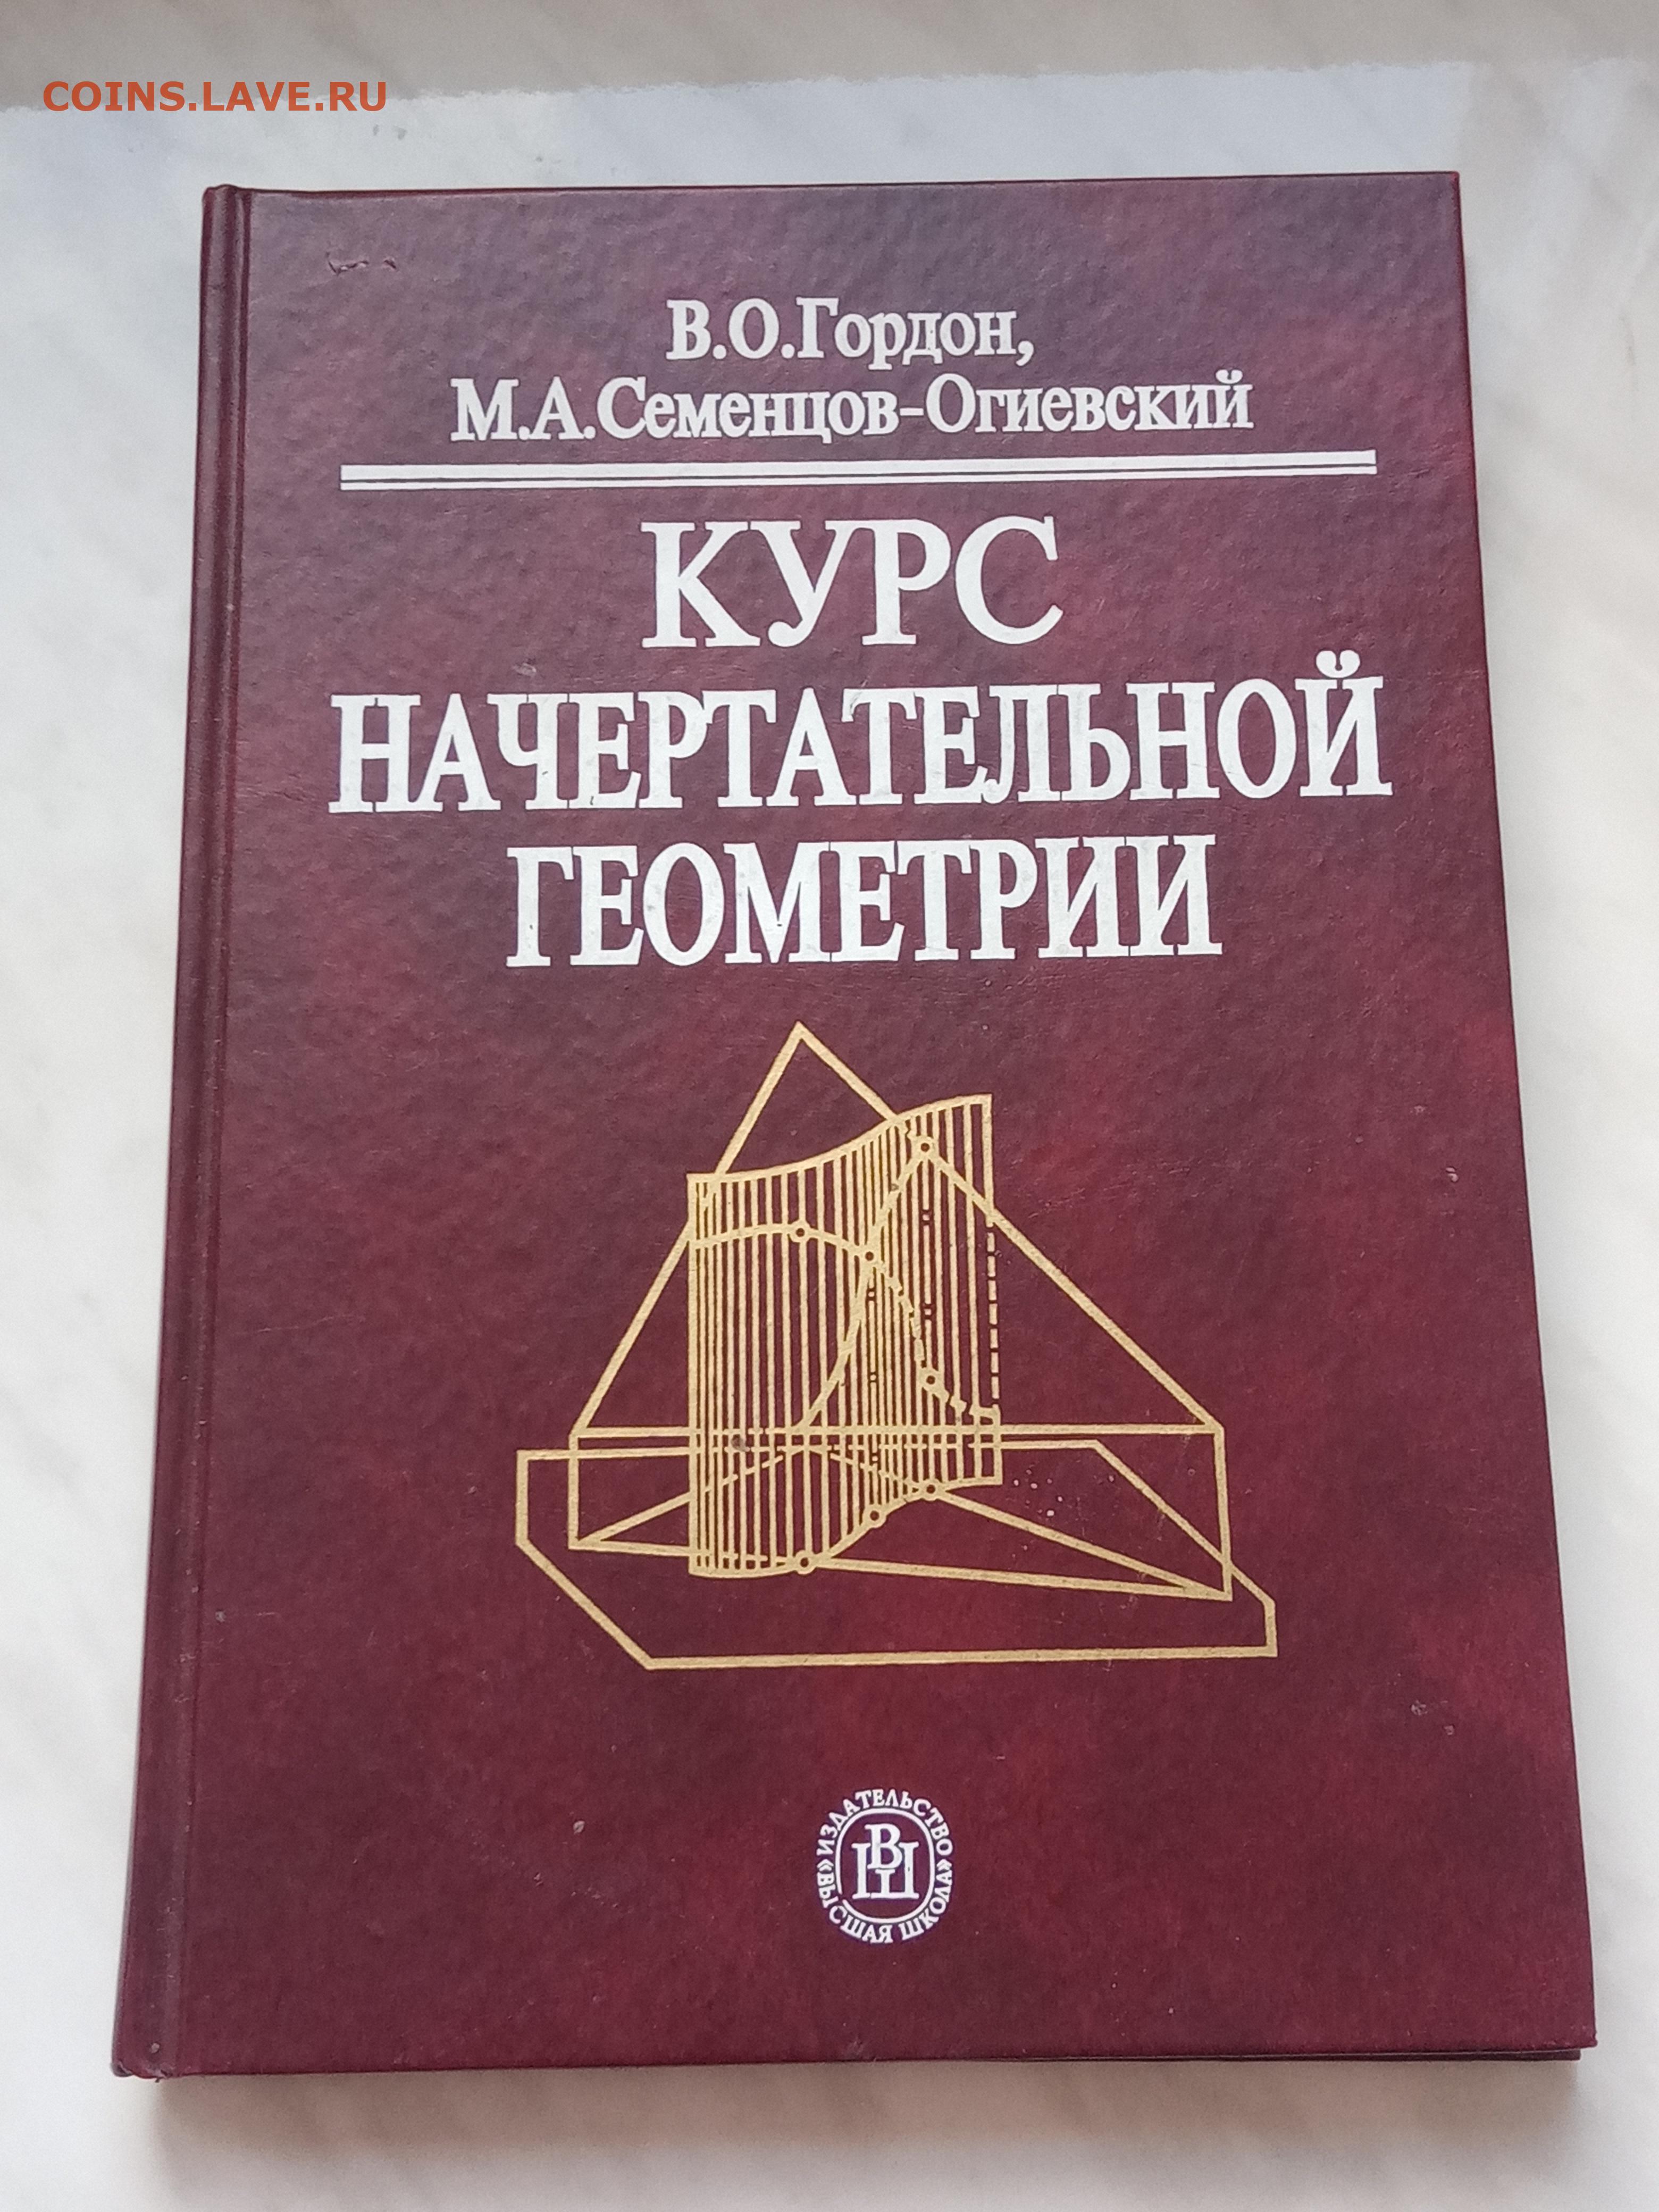 COINS.LAVE.RU
В.О.Гордон,
М.А.Семенцов-Огиевский
КУРС
НАЧЕРТАТЕЛЬНОЙ
ГЕОМЕТРИИ
ИЗДАТЕЛЬСТВО
«ВЫСШАЯ ШКОЛА»
ВШ